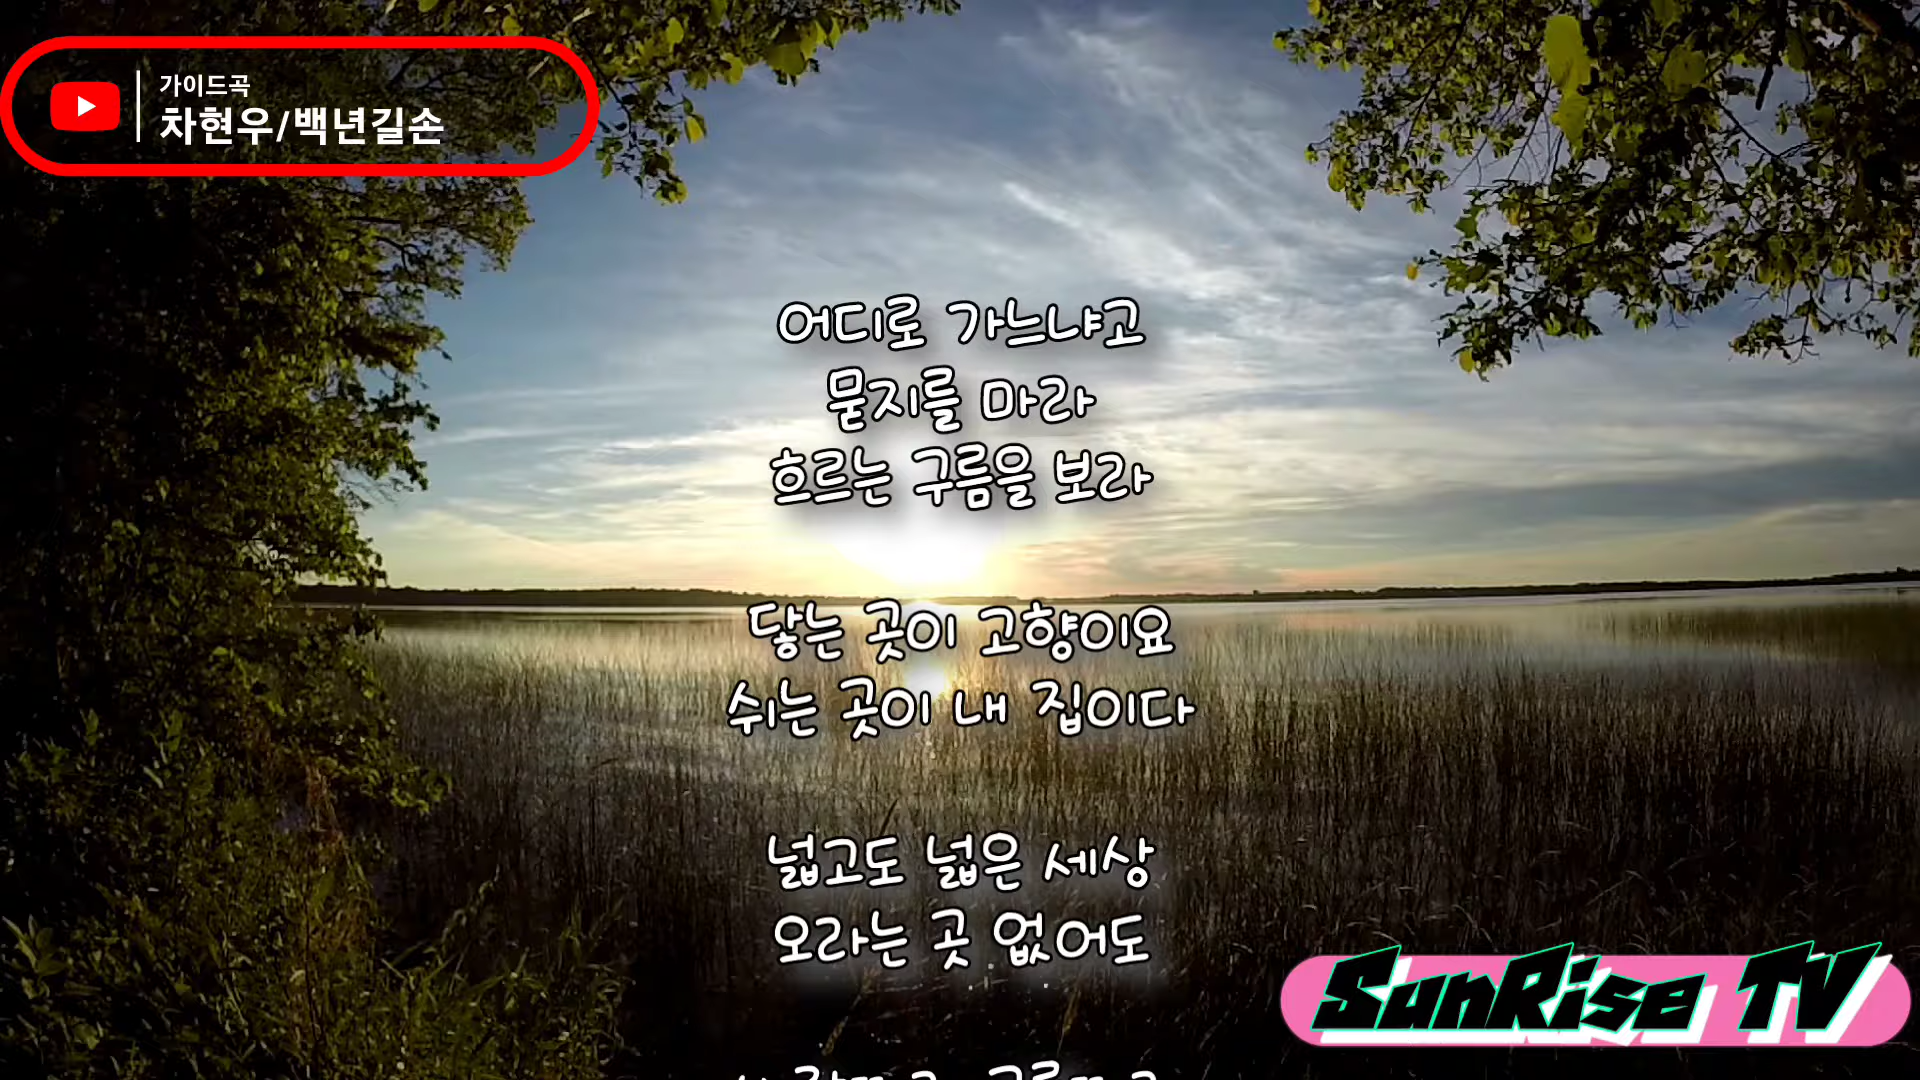 가이드곡
차현우/백년길손
어디로 가느냐고
묻지를 마라
흐르는 구름을 보라
닿는 곳이 고향이요
쉬는 곳이 내 집이다
넓고도 넓은 세상
오라는 곳 없어도
SunRise TV